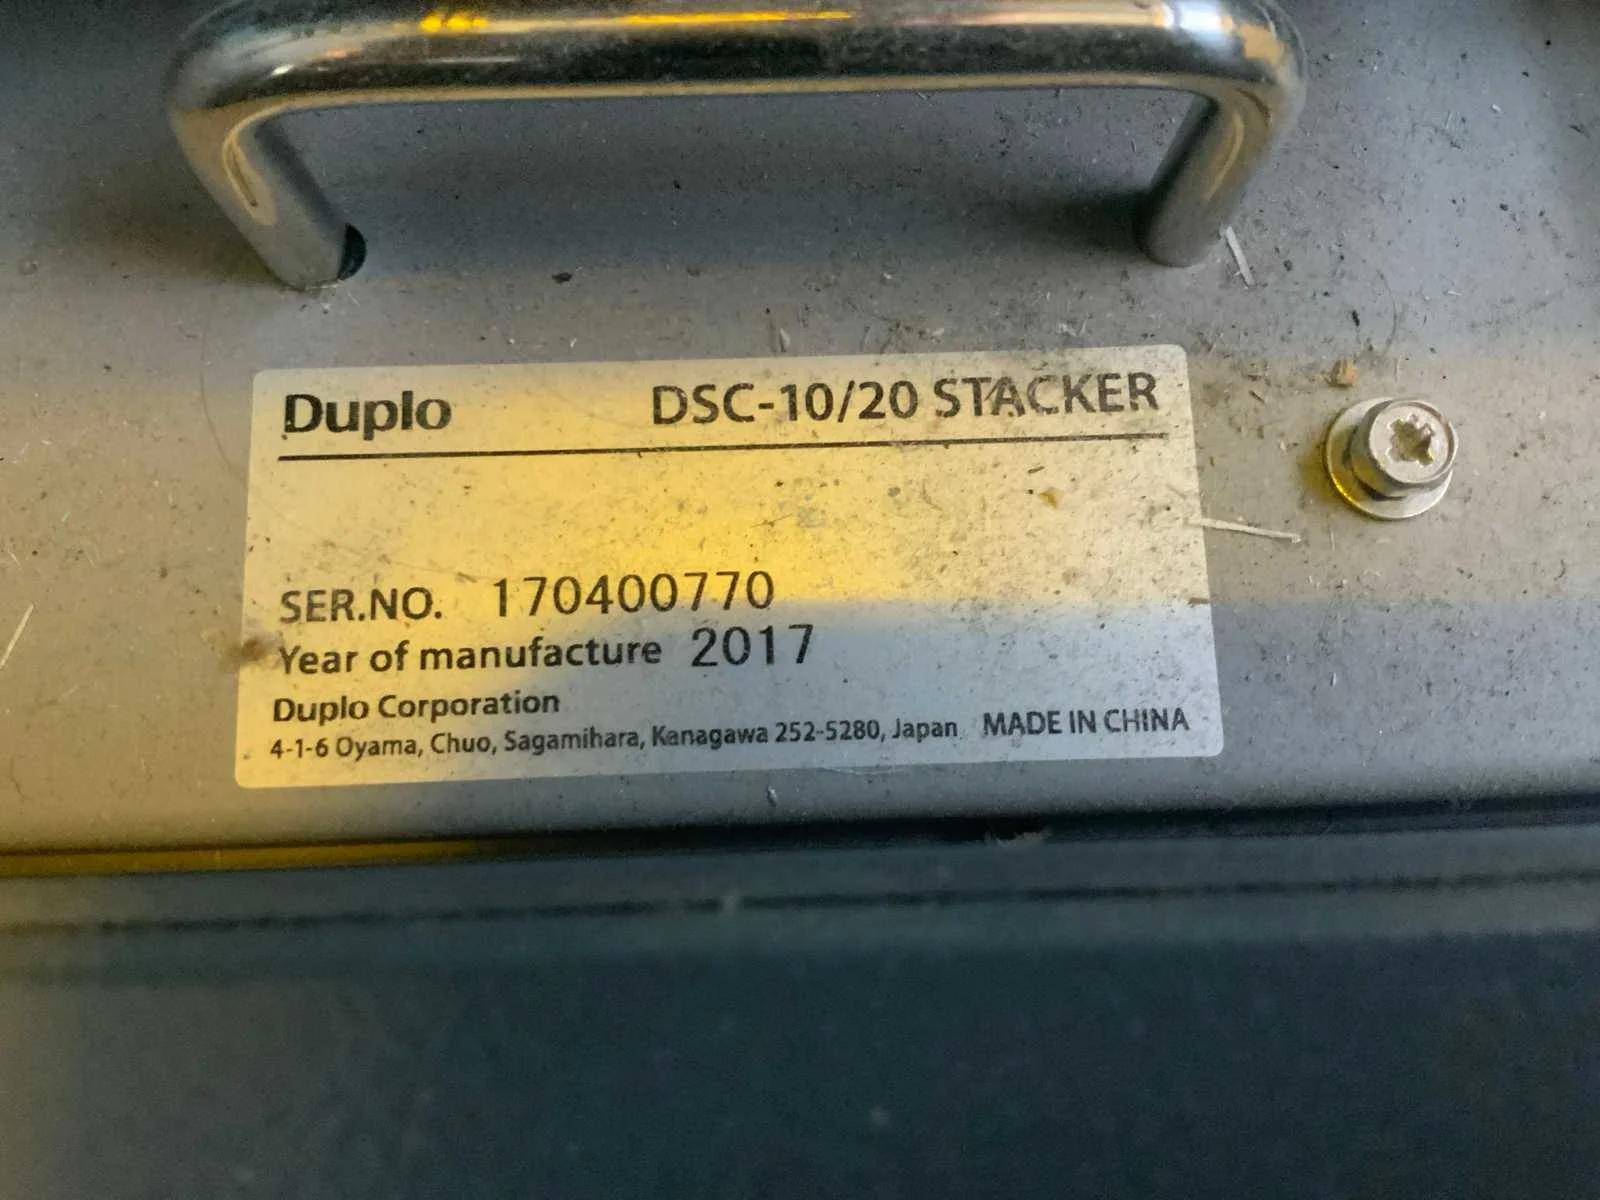 Duplo DSC-10/20 STACKER
SER.NO. 170400770
Year of manufacture 2017
Duplo Corporation
4-1-6 Oyama, Chuo, Sagamihara, Kanagawa 252-5280, Japan MADE IN CHINA